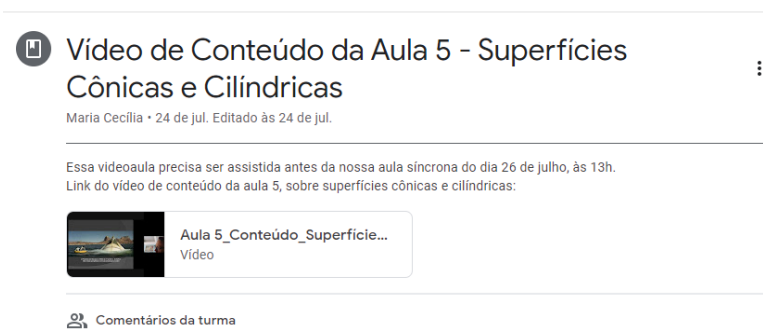 Vídeo de Conteúdo da Aula 5 - Superfícies
Cônicas e Cilíndricas
Maria Cecília • 24 de jul. Editado às 24 de jul.
Essa videoaula precisa ser assistida antes da nossa aula síncrona do dia 26 de julho, às 13h.
Link do vídeo de conteúdo da aula 5, sobre superfícies cônicas e cilíndricas:
Aula 5_Conteúdo_Superfície...
Vídeo
Comentários da turma